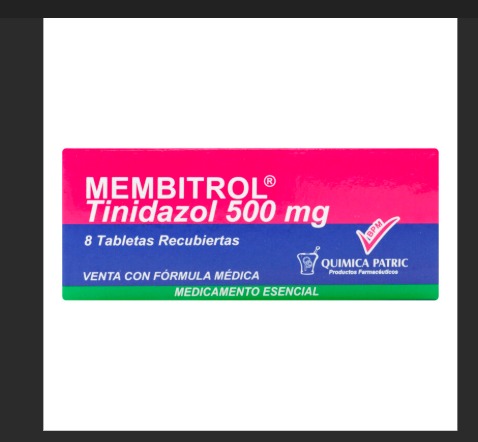 MEMBITROL®
Tinidazol 500 mg
8 Tabletas Recubiertas
BPM
QUIMICA PATRIC
Productos Farmacéuticos
VENTA CON FÓRMULA MÉDICA
MEDICAMENTO ESENCIAL